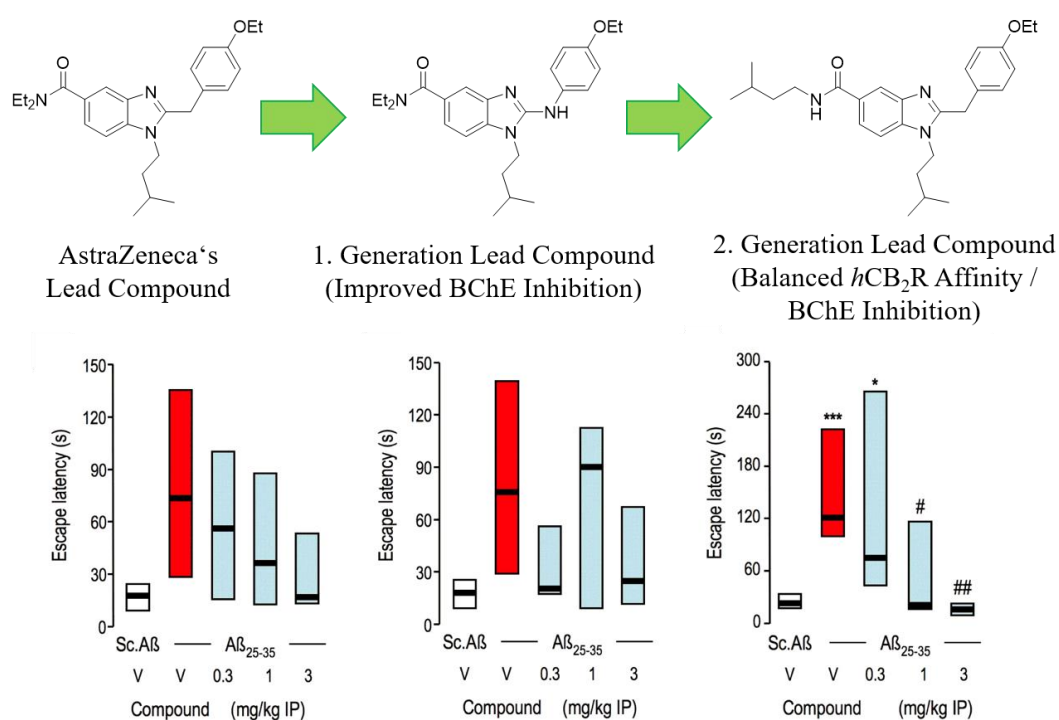 OEt
O
Et₂N
N
N
OEt
O
Et₂N
N
N
NH
OEt
O
N
H
N
N
AstraZeneca‘s
Lead Compound
1. Generation Lead Compound
(Improved BChE Inhibition)
2. Generation Lead Compound
(Balanced hCB₂R Affinity /
BChE Inhibition)
Escape latency (s)
150
120
90
60
30
0
Sc.Aß Aß₂₅₋₃₅
V V 0.3 1 3
Compound (mg/kg IP)
Escape latency (s)
150
120
90
60
30
0
Sc.Aß Aß₂₅₋₃₅
V V 0.3 1 3
Compound (mg/kg IP)
Escape latency (s)
300
240
180
120
60
0
*** * # ##
Sc.Aß Aß₂₅₋₃₅
V V 0.3 1 3
Compound (mg/kg IP)